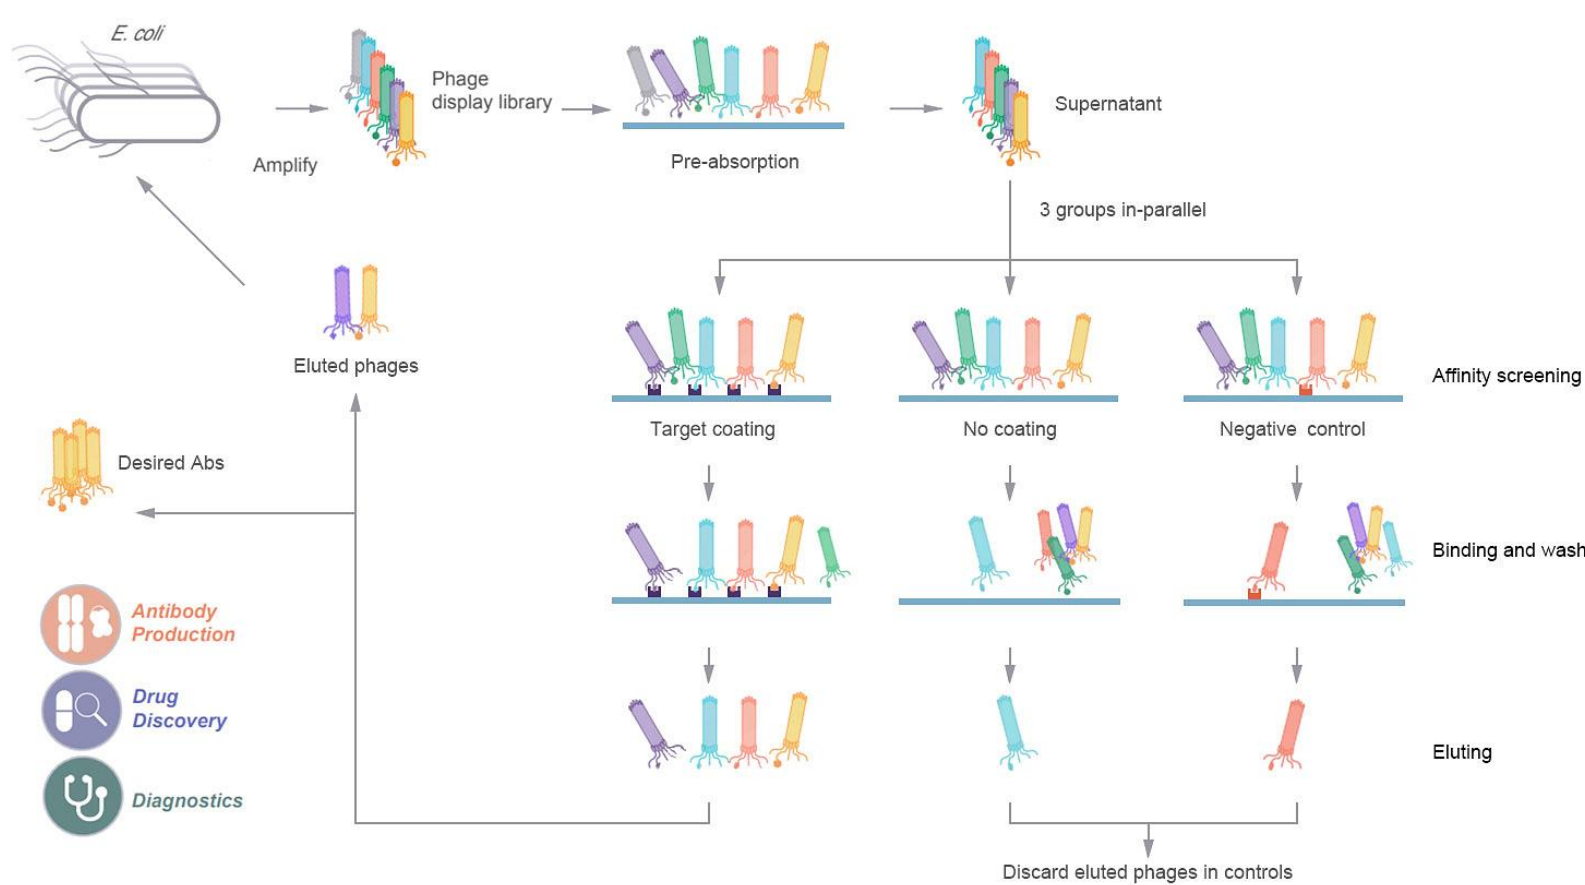 E. coli
Phage
display library
Supernatant
Amplify
Pre-absorption
3 groups in-parallel
Eluted phages
Affinity screening
Target coating
No coating
Negative control
Desired Abs
Binding and wash
Antibody
Production
Drug
Discovery
Eluting
Diagnostics
Discard eluted phages in controls